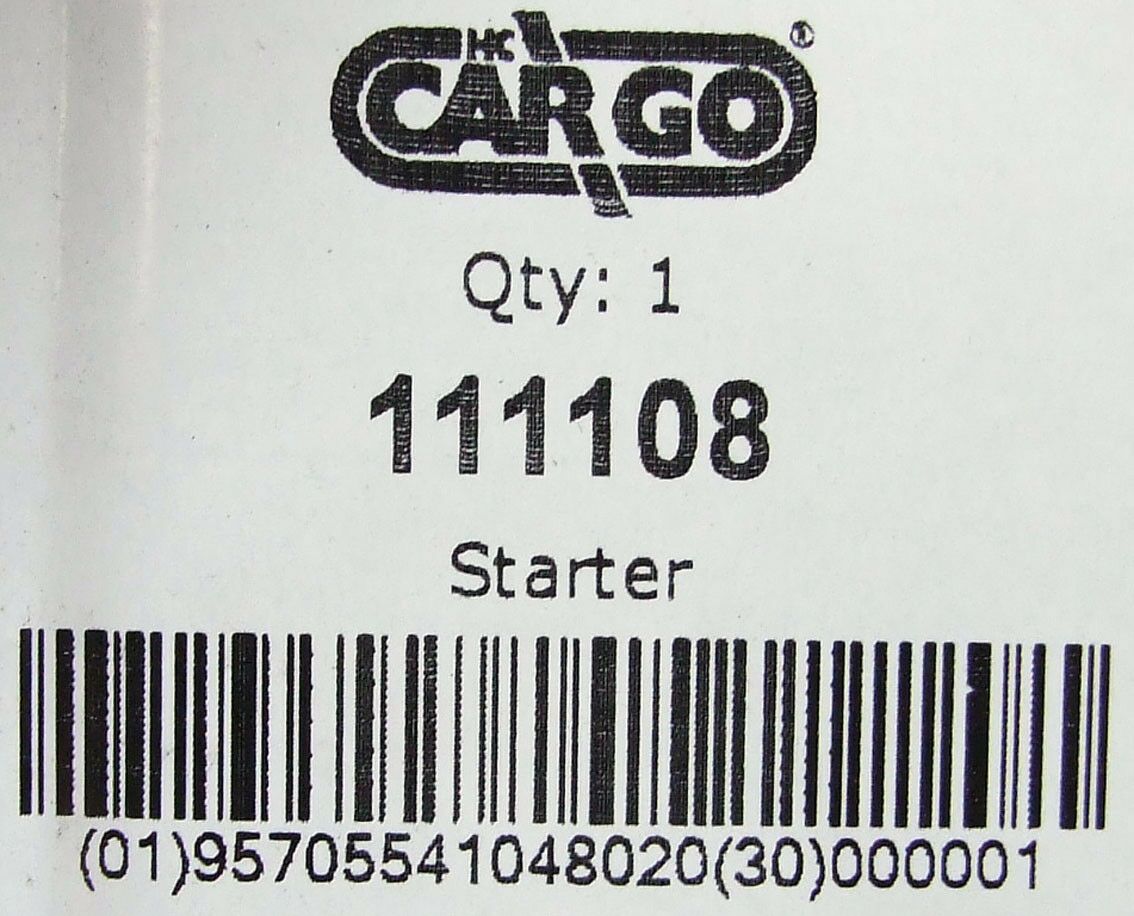 HC
CARGO®
Qty: 1
111108
Starter
(01)95705541048020(30)000001